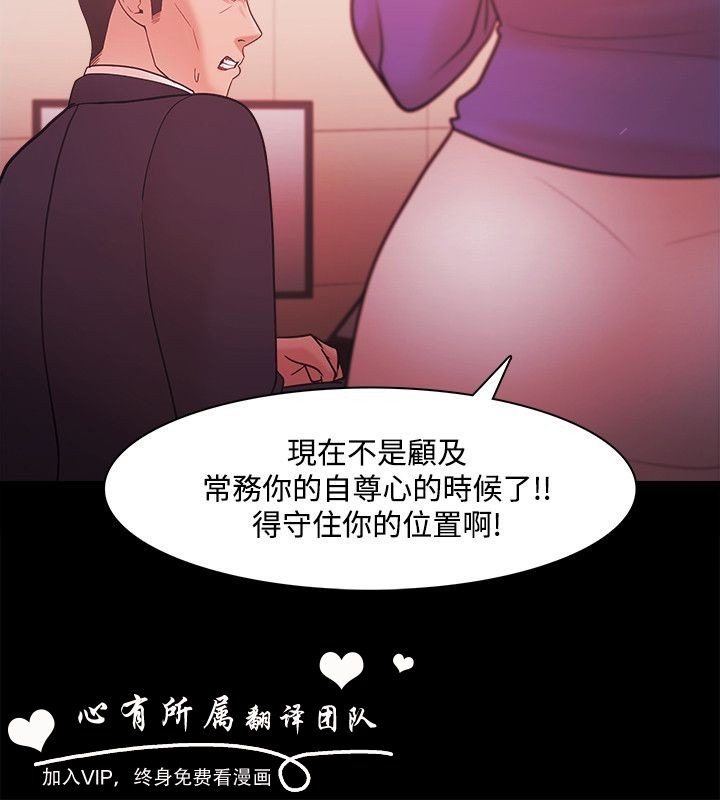 現在不是顧及
常務你的自尊心的時候了!!
得守住你的位置啊!
心有所属翻译团队
加入VIP，终身免费看漫画